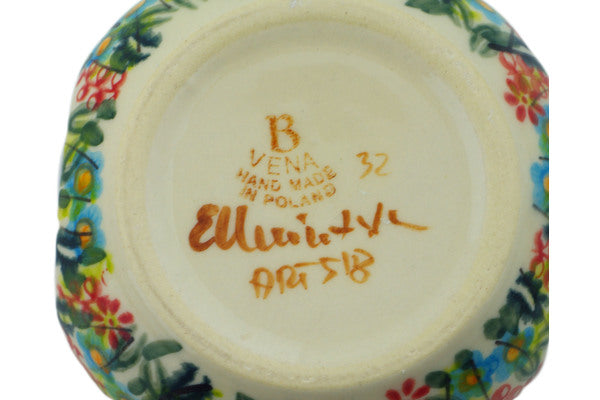 B
VENA 32
HAND MADE
IN POLAND
ART 518